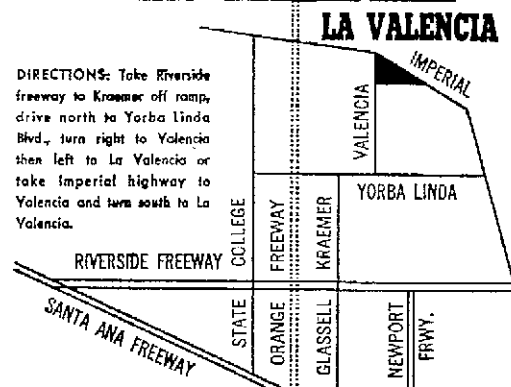 LA VALENCIA
DIRECTIONS: Take Riverside
freeway to Kraemer off ramp,
drive north to Yorba Linda
Blvd., turn right to Valencia
then left to La Valencia or
take imperial highway to
Valencia and turn south to La
Valencia.
IMPERIAL
VALENCIA
YORBA LINDA
RIVERSIDE FREEWAY
STATE COLLEGE
ORANGE FREEWAY
GLASSELL KRAEMER
NEWPORT
FRWY.
SANTA ANA FREEWAY